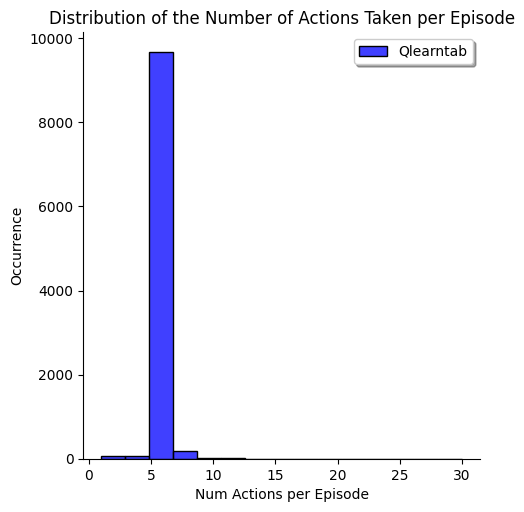 Distribution of the Number of Actions Taken per Episode
Qlearntab
Occurrence
10000
8000
6000
4000
2000
0
0 5 10 15 20 25 30
Num Actions per Episode